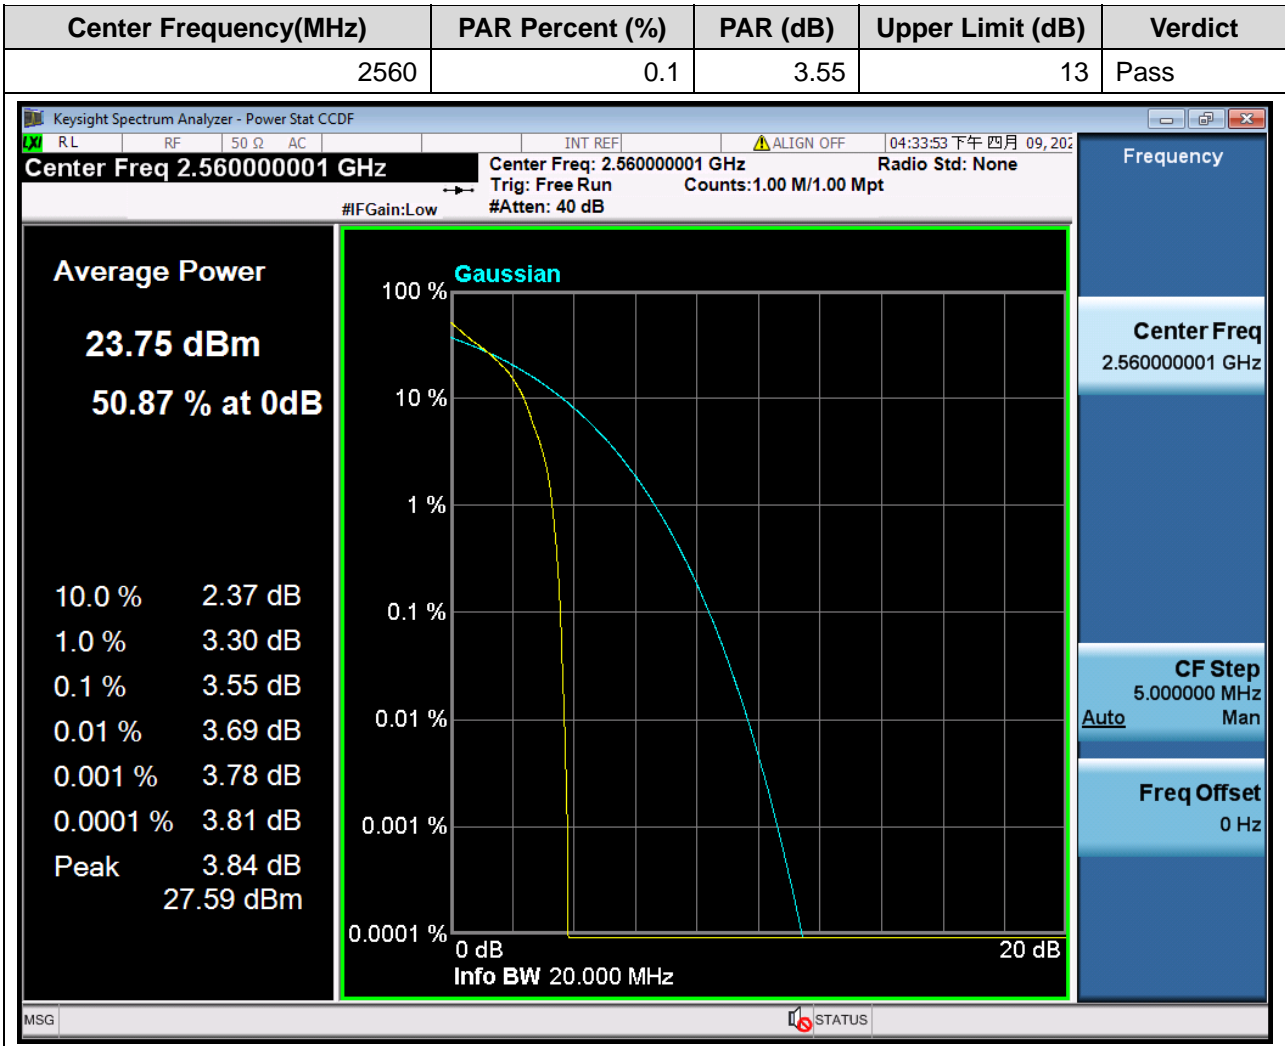 Center Frequency(MHz) PAR Percent (%) PAR (dB) Upper Limit (dB) Verdict
2560 0.1 3.55 13 Pass
Keysight Spectrum Analyzer - Power Stat CCDF
LXI RL RF 50 Ω AC INT REF ALIGN OFF 04:33:53 下午 四月 09, 202
Center Freq 2.560000001 GHz
Center Freq: 2.560000001 GHz Radio Std: None
Trig: Free Run Counts:1.00 M/1.00 Mpt
#IFGain:Low #Atten: 40 dB
Average Power
23.75 dBm
50.87 % at 0dB
10.0 % 2.37 dB
1.0 % 3.30 dB
0.1 % 3.55 dB
0.01 % 3.69 dB
0.001 % 3.78 dB
0.0001 % 3.81 dB
Peak 3.84 dB
27.59 dBm
Gaussian
100 %
10 %
1 %
0.1 %
0.01 %
0.001 %
0.0001 %
0 dB 20 dB
Info BW 20.000 MHz
Frequency
Center Freq
2.560000001 GHz
CF Step
5.000000 MHz
Auto Man
Freq Offset
0 Hz
MSG STATUS